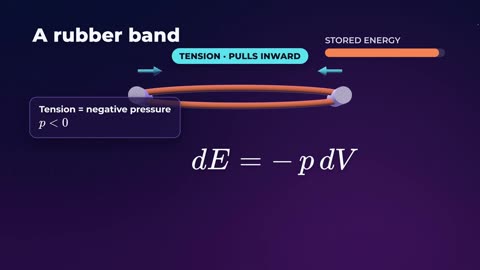 A rubber band
STORED ENERGY
TENSION · PULLS INWARD
Tension = negative pressure
p < 0
dE = −p dV